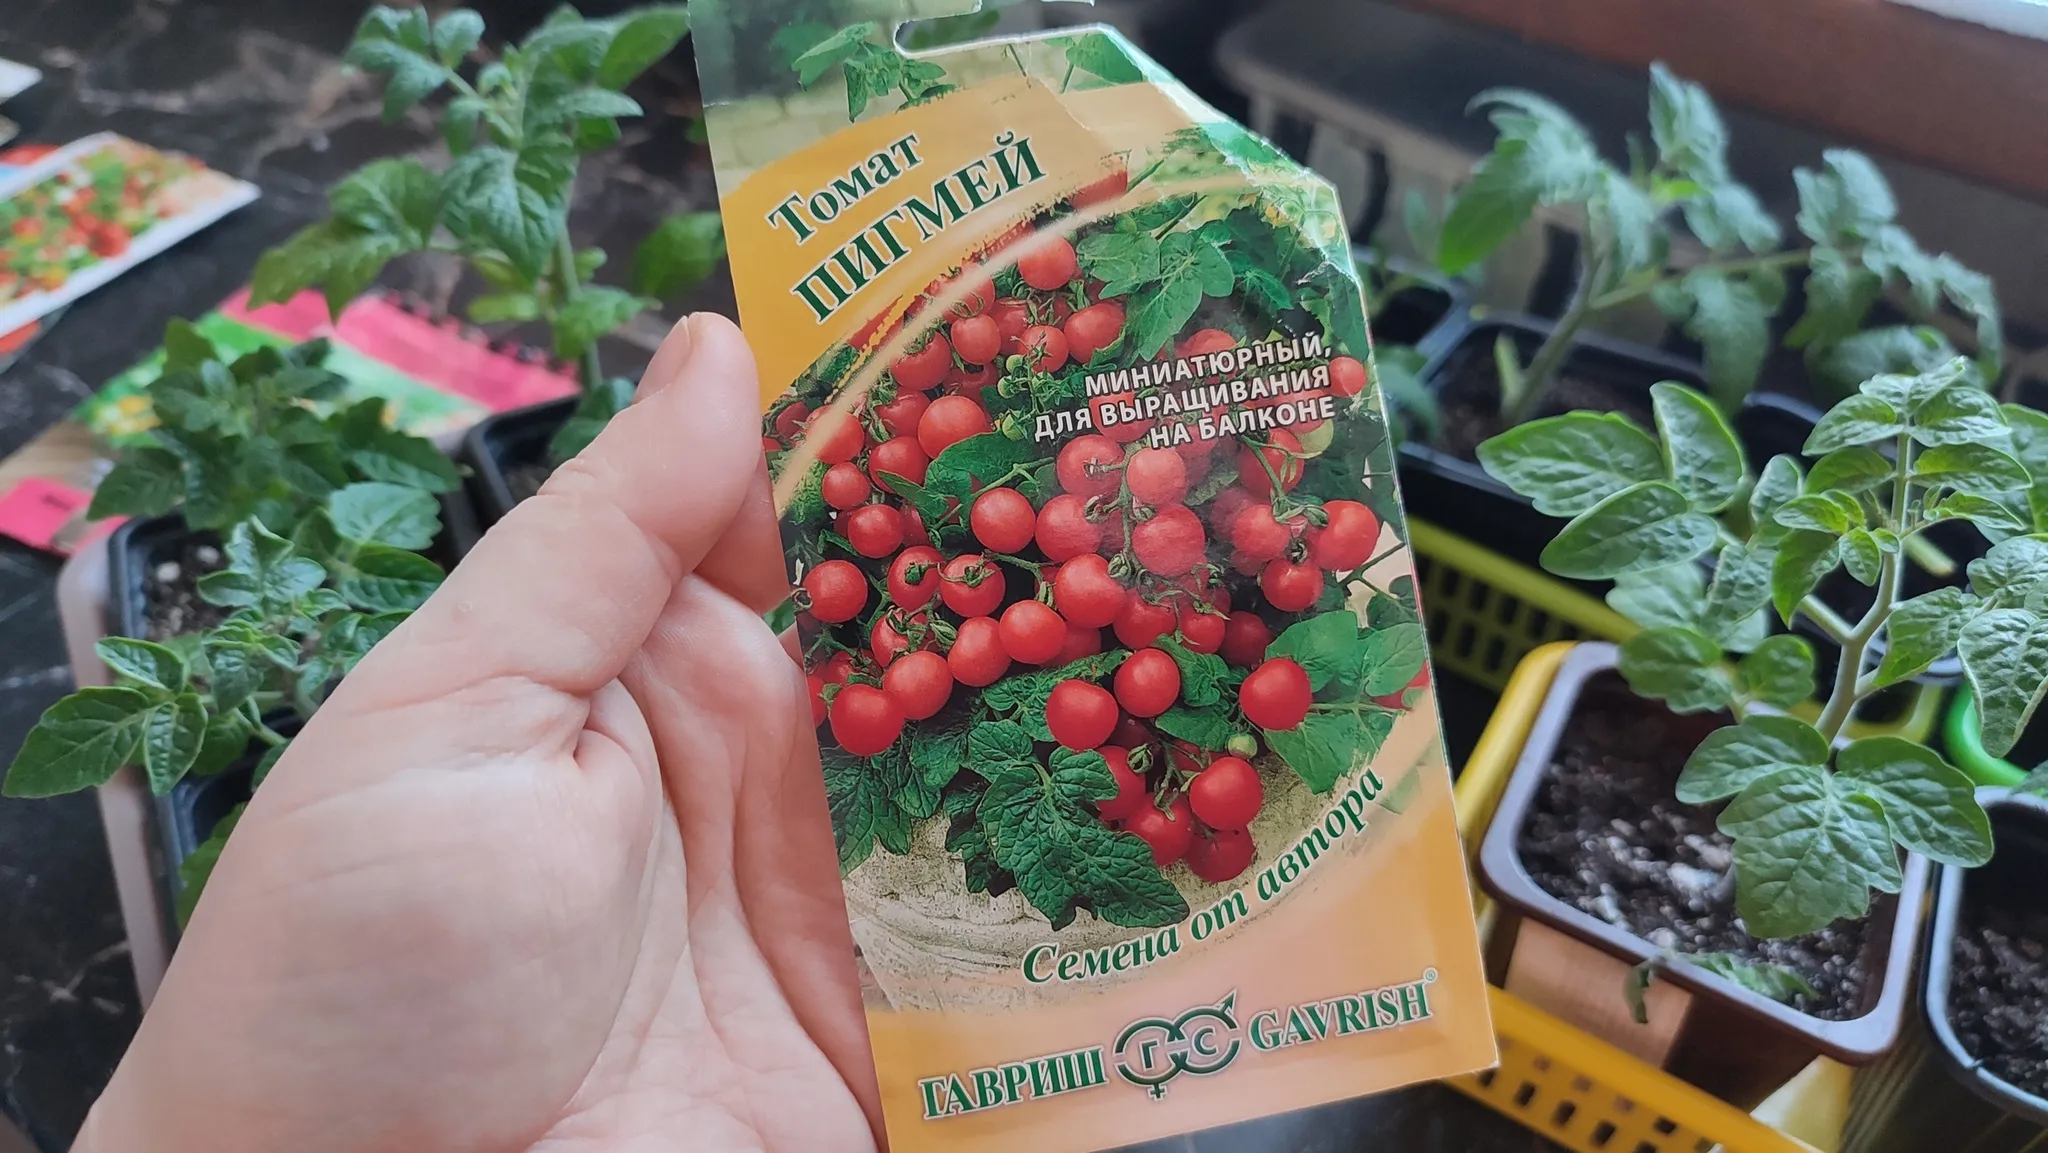 Томат
ПИГМЕЙ
МИНИАТЮРНЫЙ,
ДЛЯ ВЫРАЩИВАНИЯ
НА БАЛКОНЕ
Семена от автора
ГАВРИШ ГС GAVRISH®